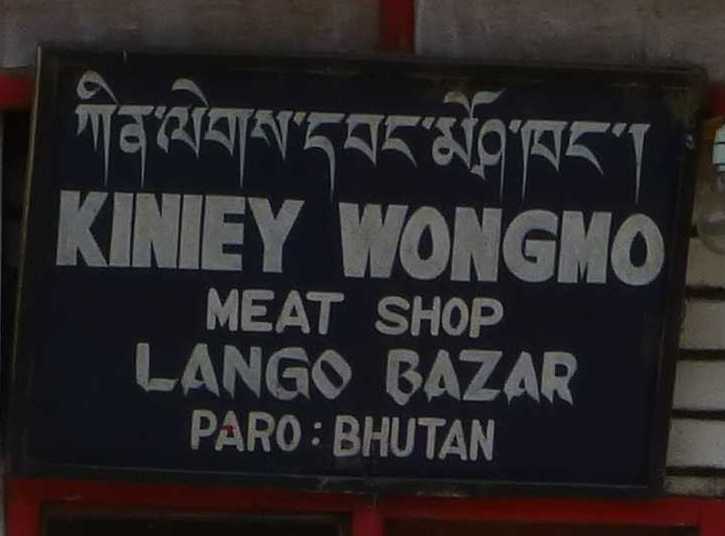 ཀིན་ལེགས་དབང་མོ་ཤ་ཁང་།
KINIEY WONGMO
MEAT SHOP
LANGO BAZAR
PARO : BHUTAN